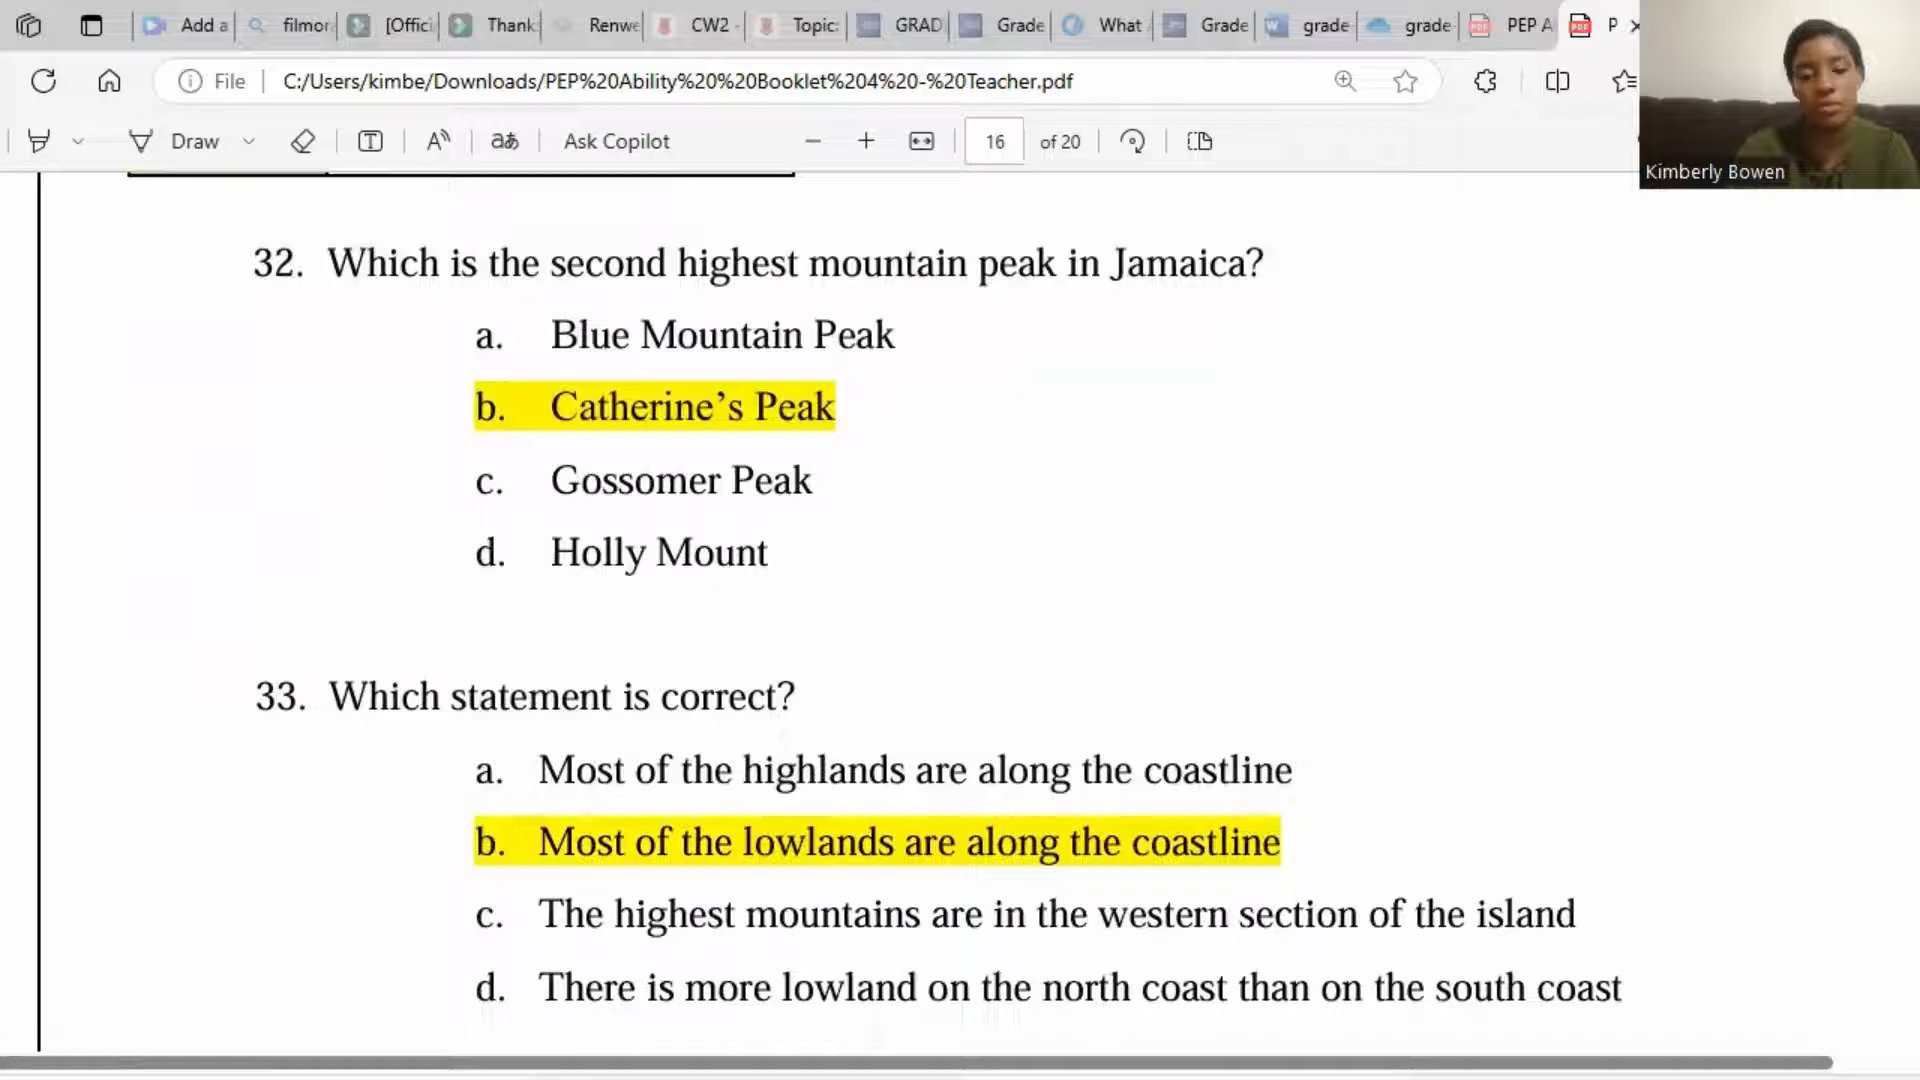 Add a
filmor
[Offici
Thank
Renwe
CW2 -
Topic:
GRAD
Grade
What
Grade
grade
grade
PEP A
P
File
C:/Users/kimbe/Downloads/PEP%20Ability%20%20Booklet%204%20-%20Teacher.pdf
Draw
T
A
aあ
Ask Copilot
16
of 20
Kimberly Bowen
32. Which is the second highest mountain peak in Jamaica?
a. Blue Mountain Peak
b. Catherine’s Peak
c. Gossomer Peak
d. Holly Mount
33. Which statement is correct?
a. Most of the highlands are along the coastline
b. Most of the lowlands are along the coastline
c. The highest mountains are in the western section of the island
d. There is more lowland on the north coast than on the south coast